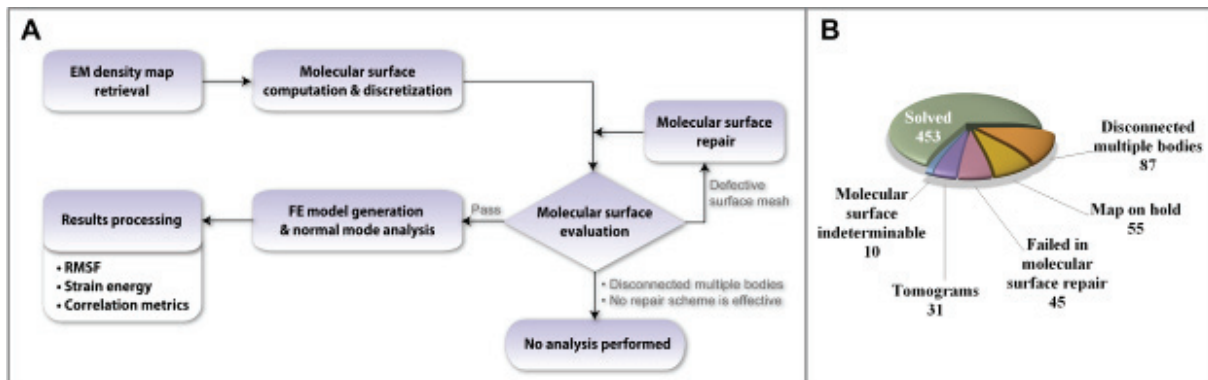 A
EM density map
retrieval
Molecular surface
computation & discretization
Molecular surface
repair
Defective
surface mesh
Molecular surface
evaluation
Pass
FE model generation
& normal mode analysis
Results processing
• RMSF
• Strain energy
• Correlation metrics
• Disconnected multiple bodies
• No repair scheme is effective
No analysis performed
B
Solved
453
Disconnected
multiple bodies
87
Map on hold
55
Failed in
molecular
surface repair
45
Tomograms
31
Molecular
surface
indeterminable
10